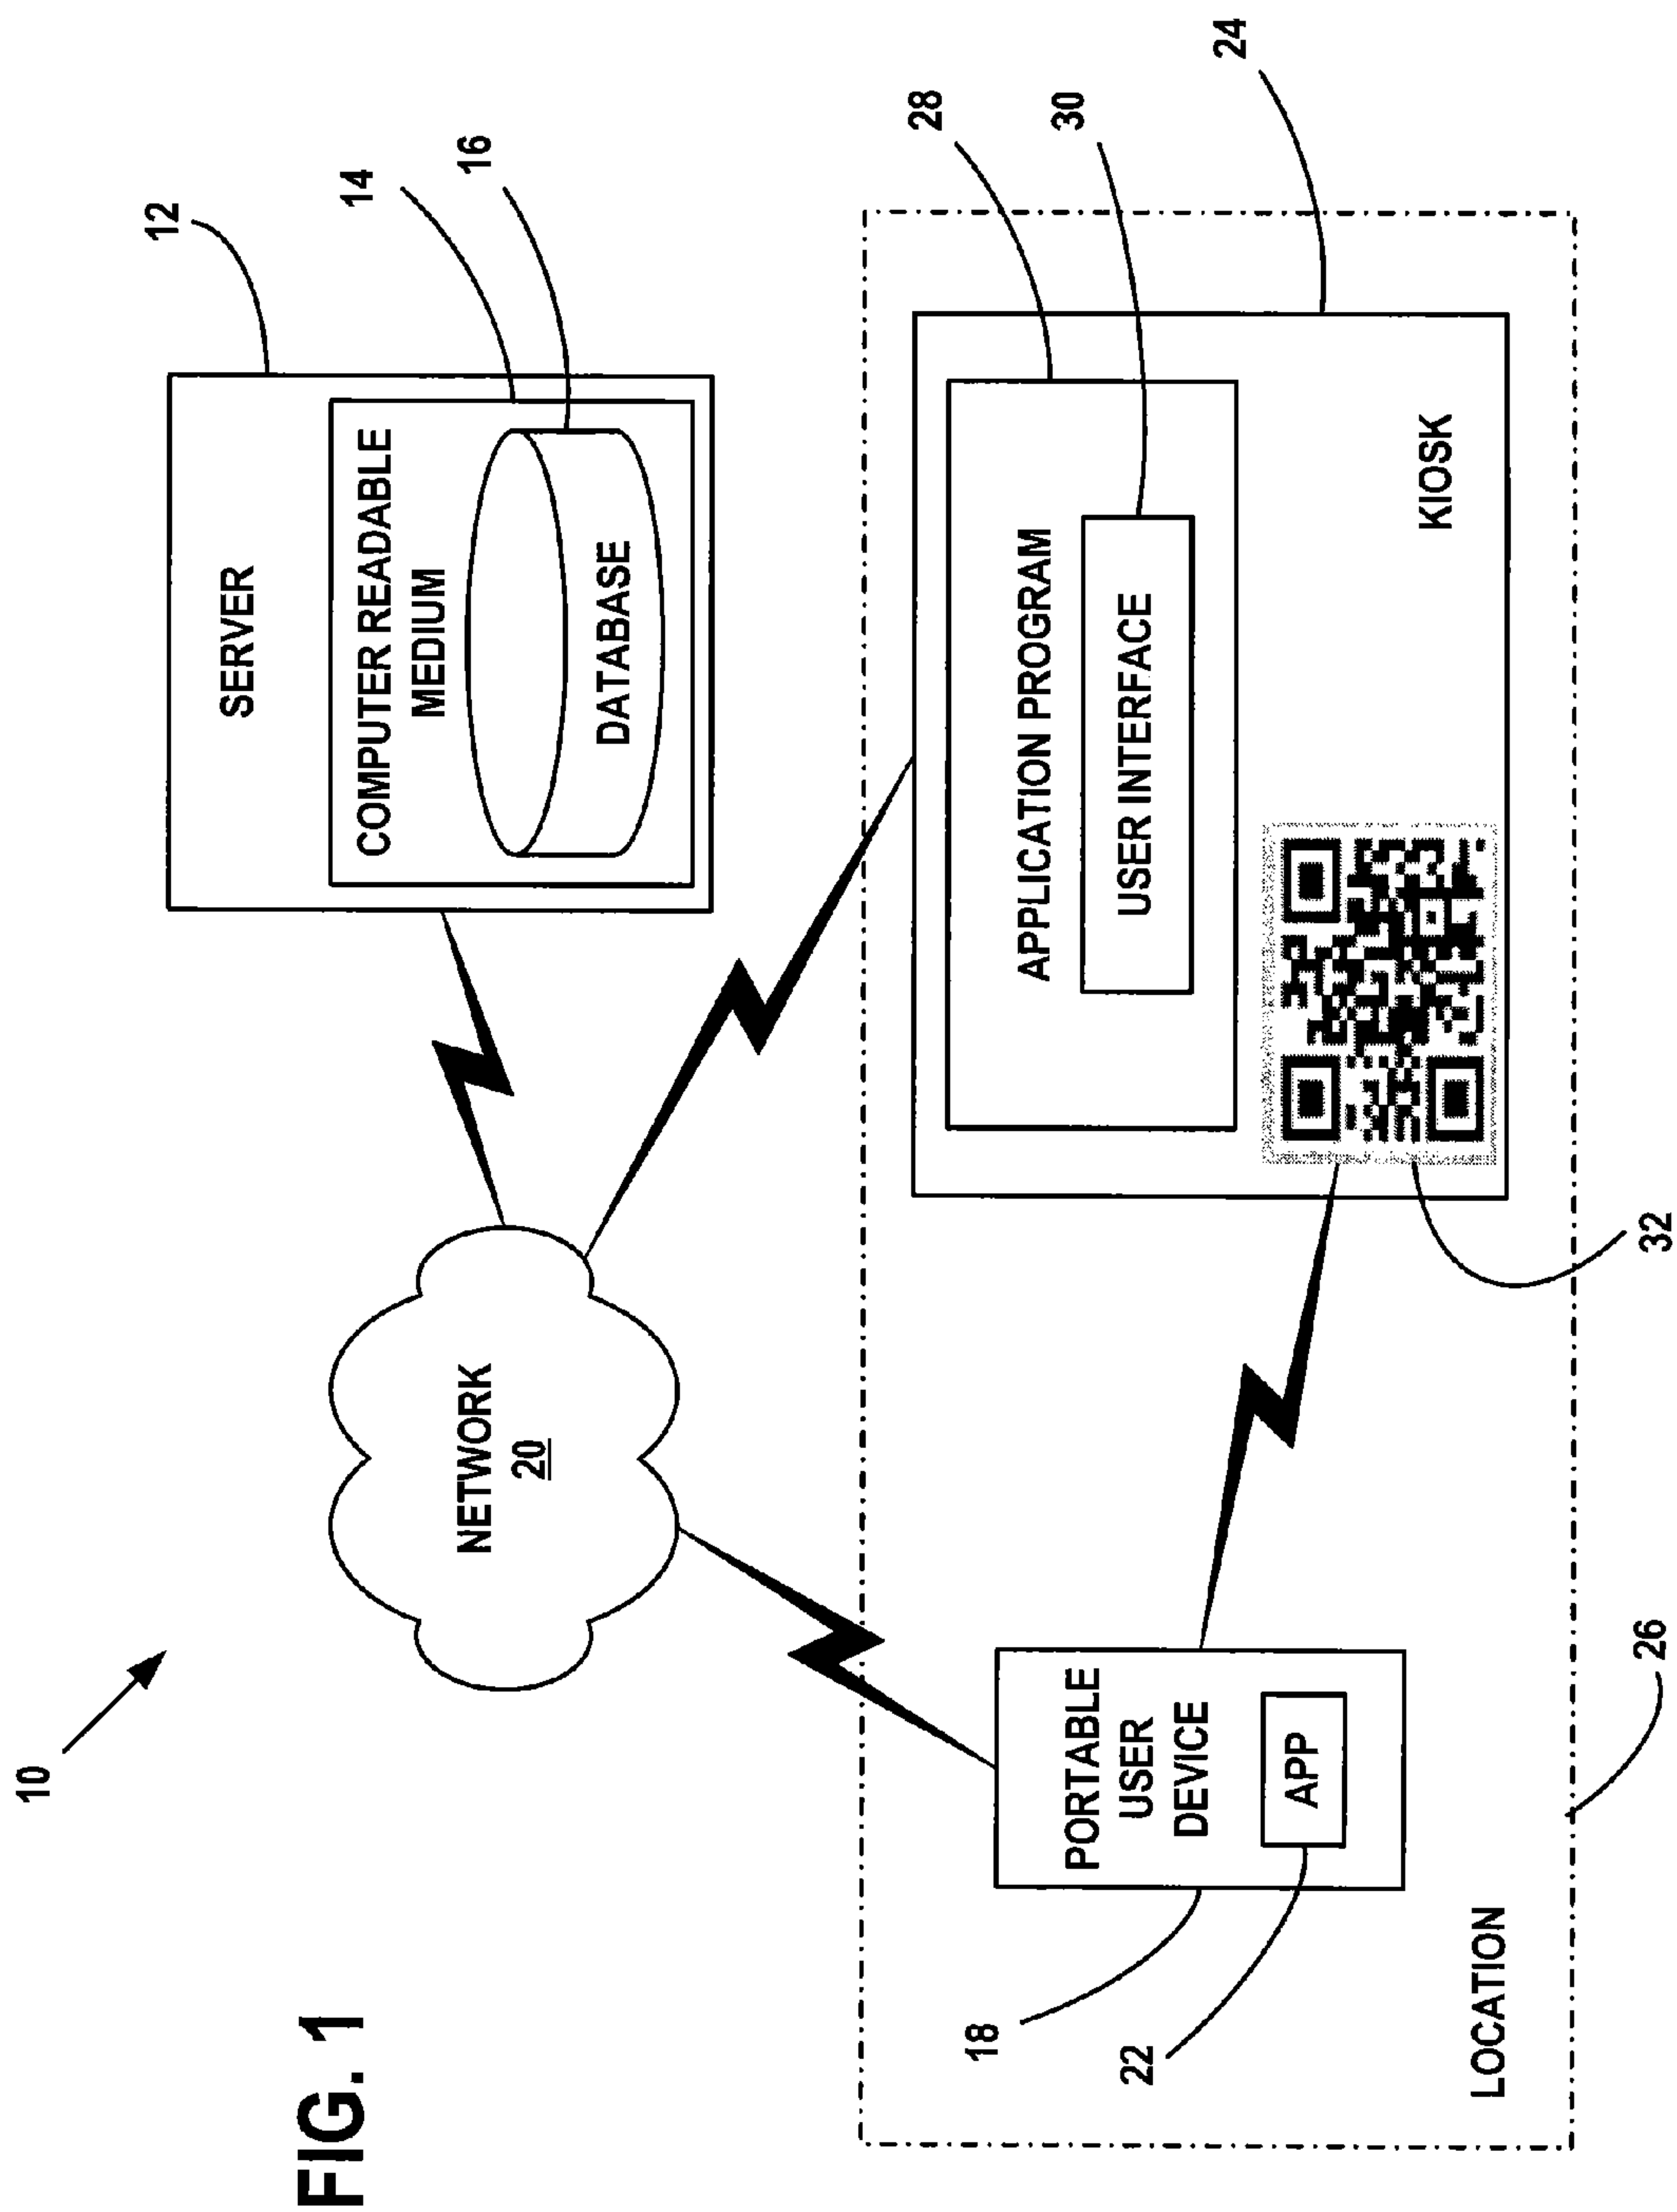 FIG. 1
10
12
SERVER
14
COMPUTER READABLE
MEDIUM
16
DATABASE
NETWORK
20
18
PORTABLE
USER
DEVICE
22
APP
LOCATION
26
28
APPLICATION PROGRAM
30
USER INTERFACE
24
KIOSK
32